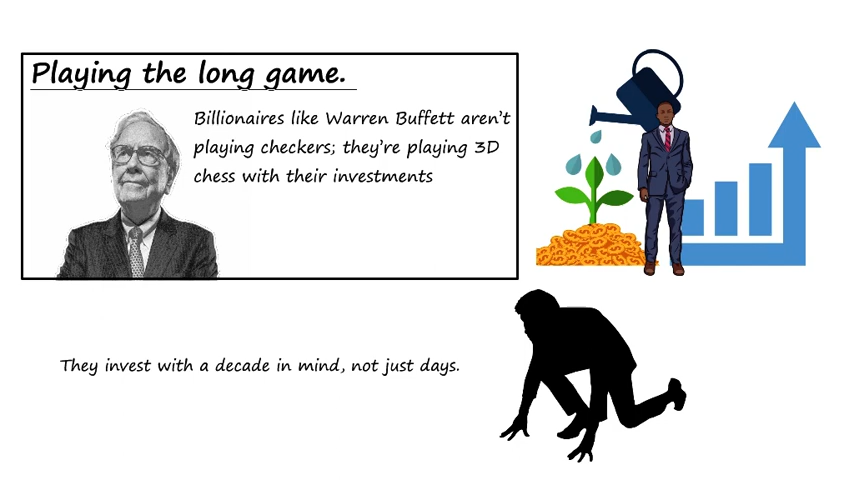 Playing the long game.
Billionaires like Warren Buffett aren't
playing checkers; they're playing 3D
chess with their investments
They invest with a decade in mind, not just days.